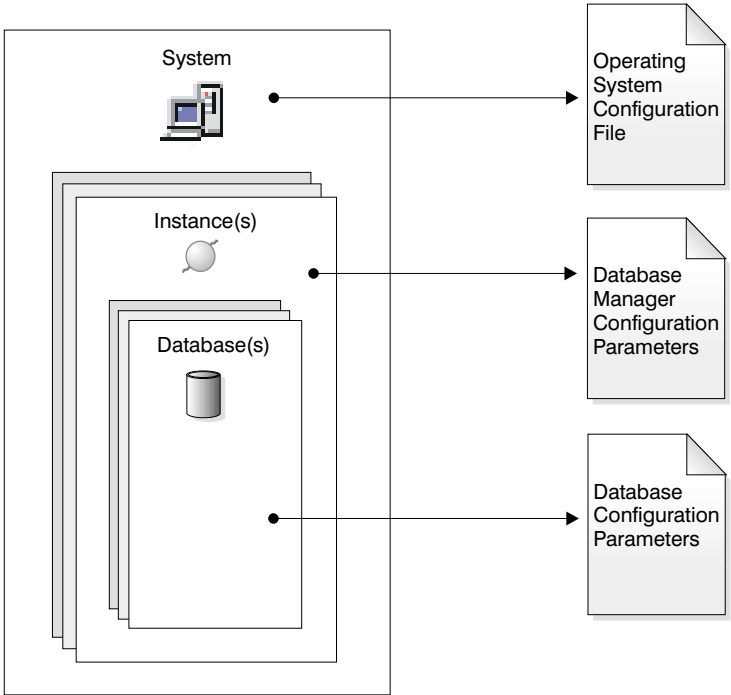 System
Operating
System
Configuration
File
Instance(s)
Database
Manager
Configuration
Parameters
Database(s)
Database
Configuration
Parameters